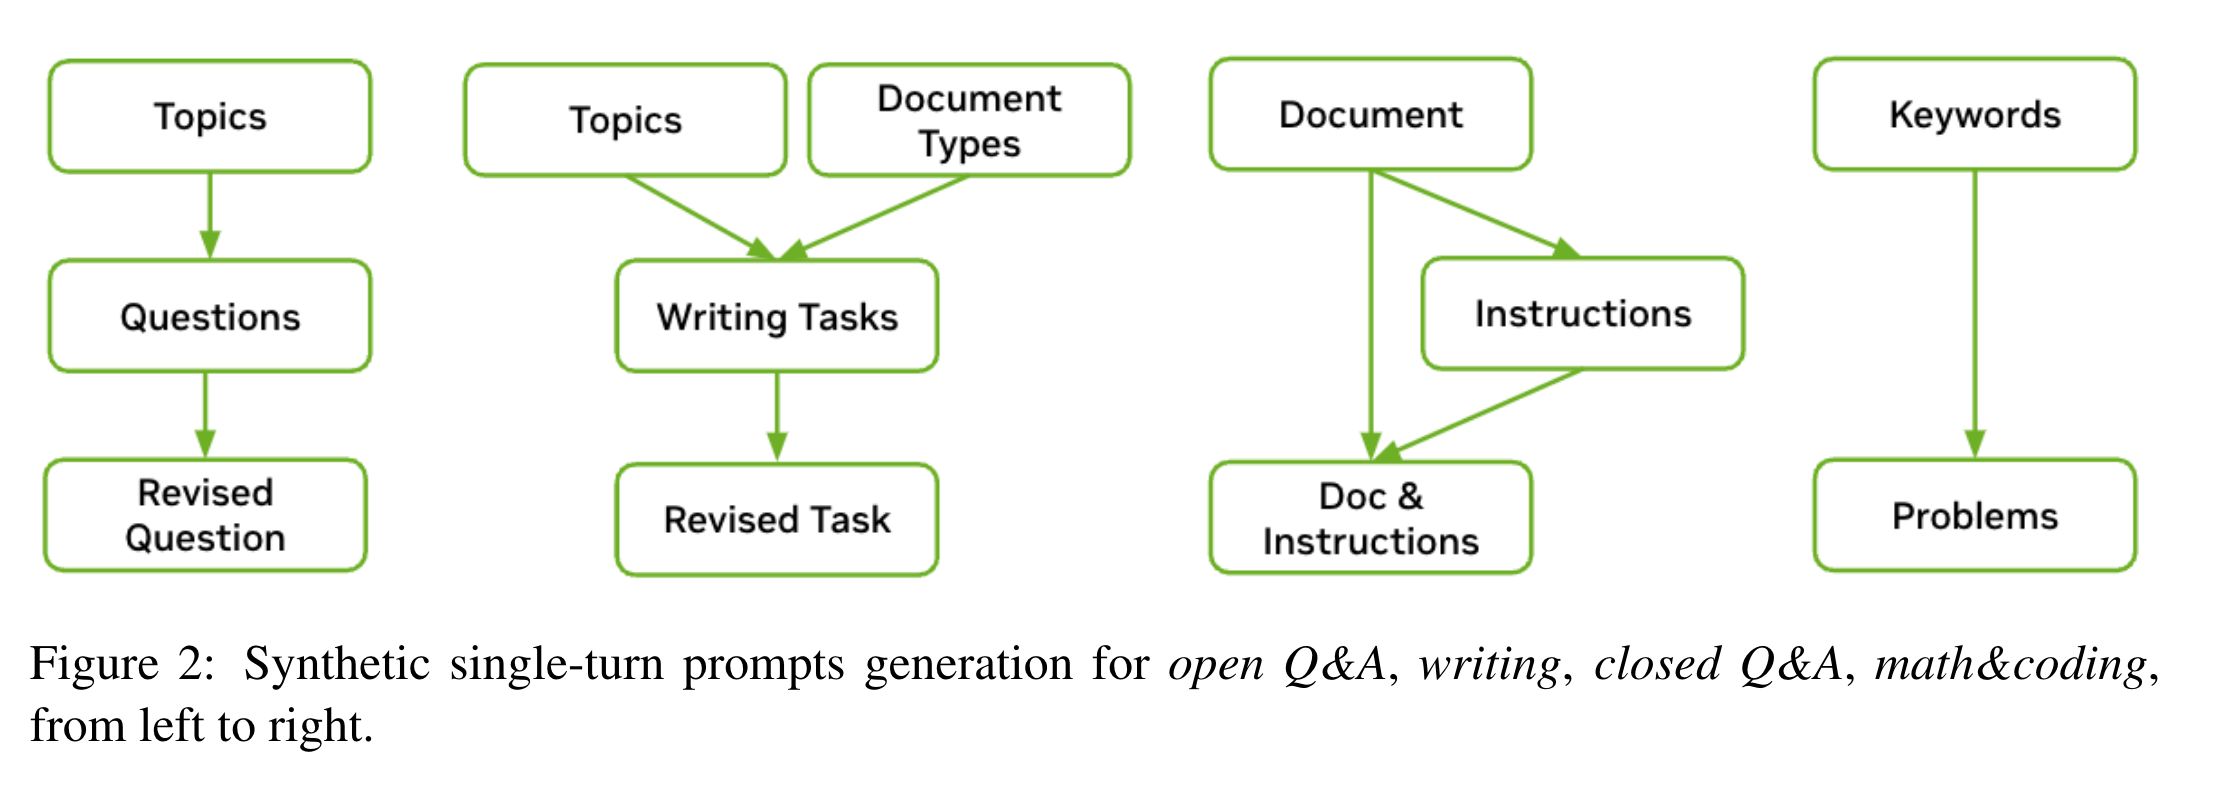 Topics
Questions
Revised
Question
Topics
Document
Types
Writing Tasks
Revised Task
Document
Instructions
Doc &
Instructions
Keywords
Problems
Figure 2: Synthetic single-turn prompts generation for open Q&A, writing, closed Q&A, math&coding,
from left to right.